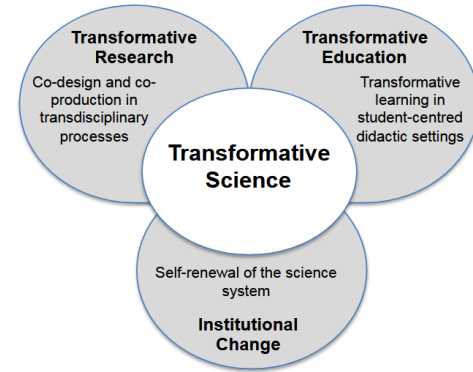 Transformative
Research
Co-design and co-
production in
transdisciplinary
processes
Transformative
Education
Transformative
learning in
student-centred
didactic settings
Transformative
Science
Self-renewal of the science
system
Institutional
Change